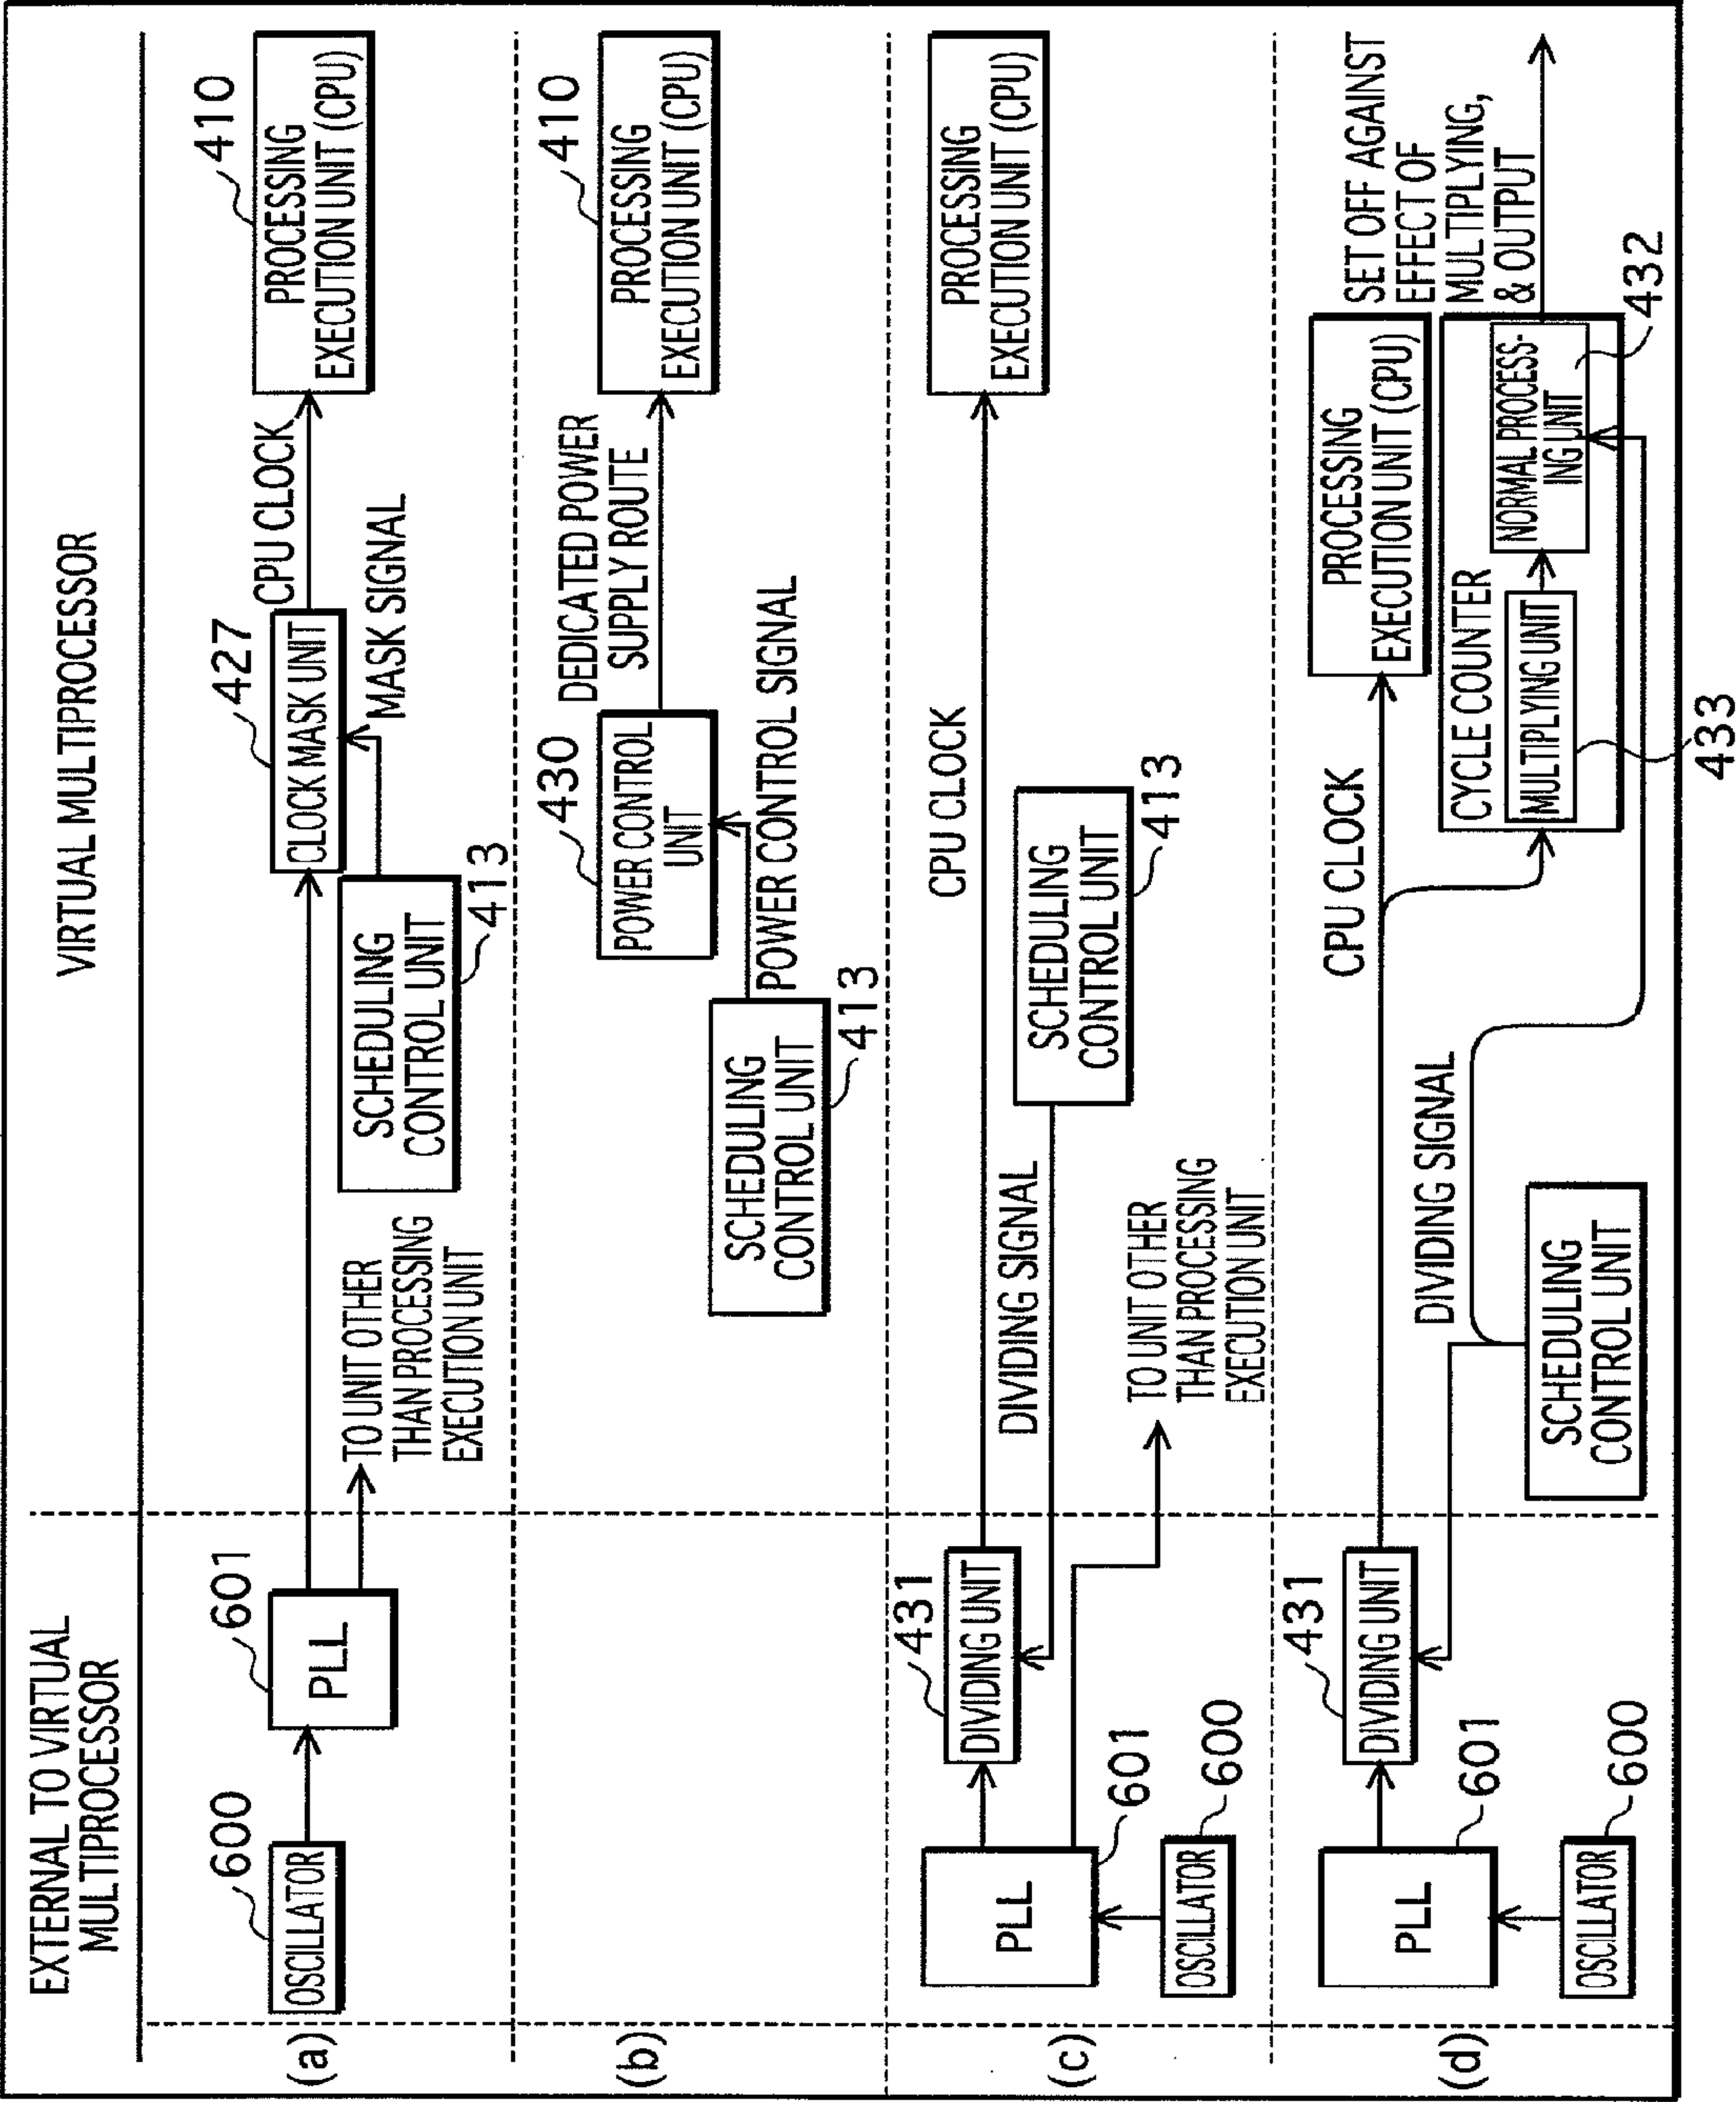 EXTERNAL TO VIRTUAL
MULTIPROCESSOR
VIRTUAL MULTIPROCESSOR
(a)
600
OSCILLATOR
601
PLL
TO UNIT OTHER
THAN PROCESSING
EXECUTION UNIT
SCHEDULING
CONTROL UNIT
413
427
CLOCK MASK UNIT
MASK SIGNAL
CPU CLOCK
410
PROCESSING
EXECUTION UNIT (CPU)
(b)
SCHEDULING
CONTROL UNIT
413
POWER CONTROL SIGNAL
430
POWER CONTROL
UNIT
DEDICATED POWER
SUPPLY ROUTE
410
PROCESSING
EXECUTION UNIT (CPU)
(c)
PLL
601
OSCILLATOR
600
431
DIVIDING UNIT
DIVIDING SIGNAL
TO UNIT OTHER
THAN PROCESSING
EXECUTION UNIT
SCHEDULING
CONTROL UNIT
413
CPU CLOCK
PROCESSING
EXECUTION UNIT (CPU)
(d)
PLL
601
OSCILLATOR
600
431
DIVIDING UNIT
SCHEDULING
CONTROL UNIT
DIVIDING SIGNAL
CPU CLOCK
PROCESSING
EXECUTION UNIT (CPU)
CYCLE COUNTER
MULTIPLYING UNIT
433
NORMAL PROCESS-
ING UNIT
432
SET OFF AGAINST
EFFECT OF
MULTIPLYING,
& OUTPUT